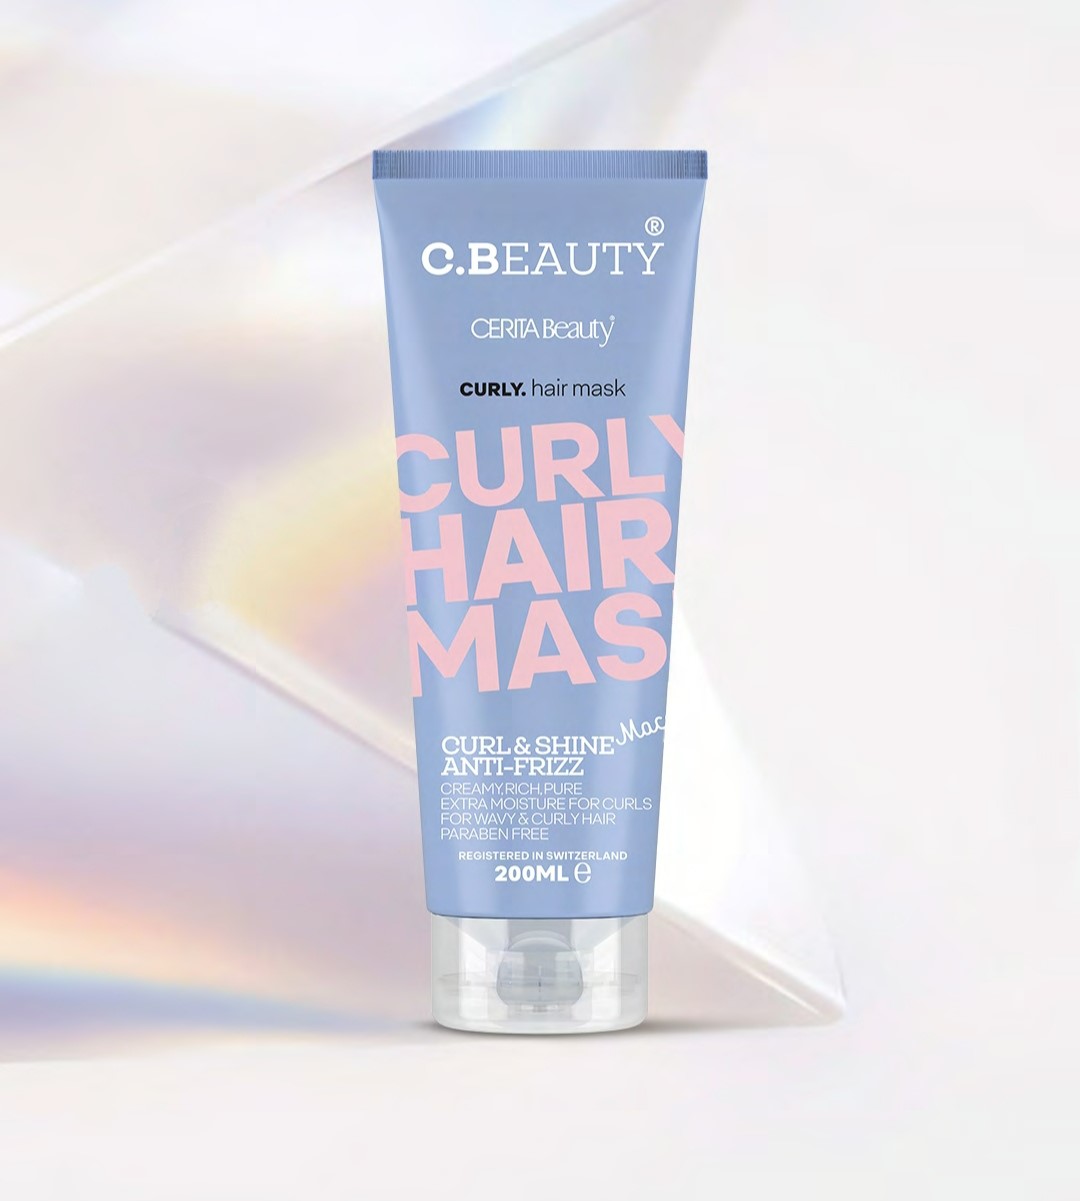 C.BEAUTY®
CERITA Beauty®
CURLY. hair mask
CURLY
HAIR
MAS
CURL & SHINE
ANTI-FRIZZ
CREAMY,RICH,PURE
EXTRA MOISTURE FOR CURLS
FOR WAVY & CURLY HAIR
PARABEN FREE
REGISTERED IN SWITZERLAND
200ML ℮